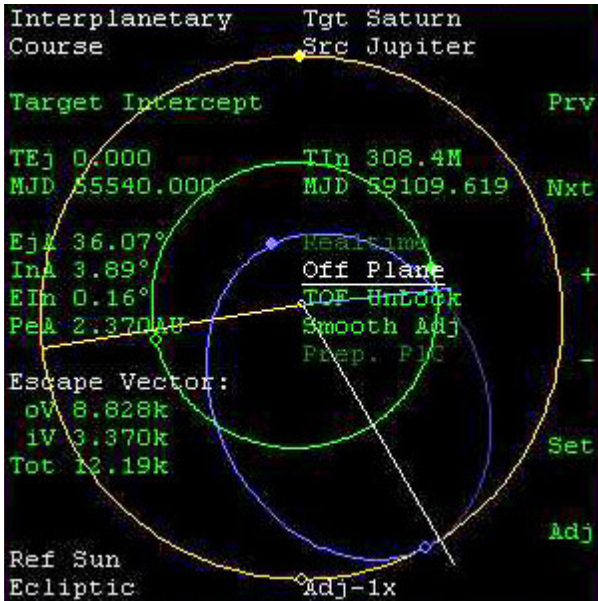 Interplanetary Tgt Saturn
Course Src Jupiter
Target Intercept Prv
TEj 0.000 TIn 308.4M
MJD 55540.000 MJD 59109.619 Nxt
EjA 36.07° Realtime
InA 3.89° Off Plane +
EIn 0.16° TOF Unlock
PeA 2.370AU Smooth Adj
Prep. PIC -
Escape Vector:
oV 8.828k
iV 3.370k Set
Tot 12.19k
Adj
Ref Sun
Ecliptic Adj-1x